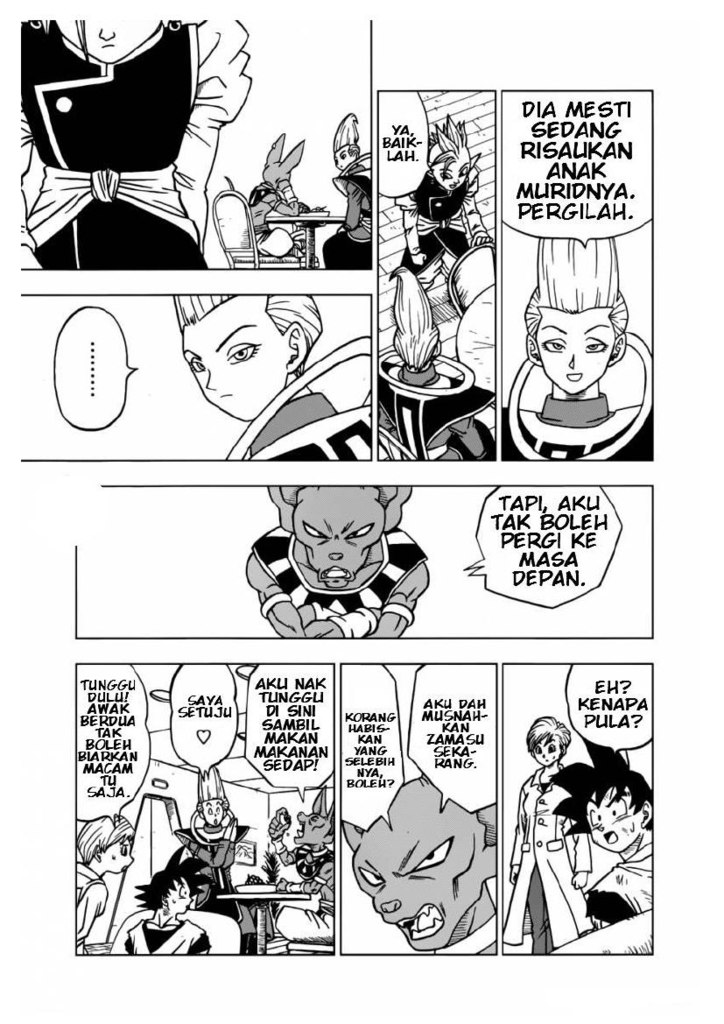 DIA MESTI
SEDANG
RISAUKAN
ANAK
MURIDNYA.
PERGILAH.
YA,
BAIK-
LAH.
.......
TAPI, AKU
TAK BOLEH
PERGI KE
MASA
DEPAN.
EH?
KENAPA
PULA?
AKU DAH
MUSNAH-
KAN
ZAMASU
SEKA-
RANG.
KORANG
HABIS-
KAN
YANG
SELEBIH
NYA,
BOLEH?
AKU NAK
TUNGGU
DI SINI
SAMBIL
MAKAN
MAKANAN
SEDAP!
SAYA
SETUJU
♡
TUNGGU
DULU!
AWAK
BERDUA
TAK
BOLEH
BIARKAN
MACAM
TU
SAJA.